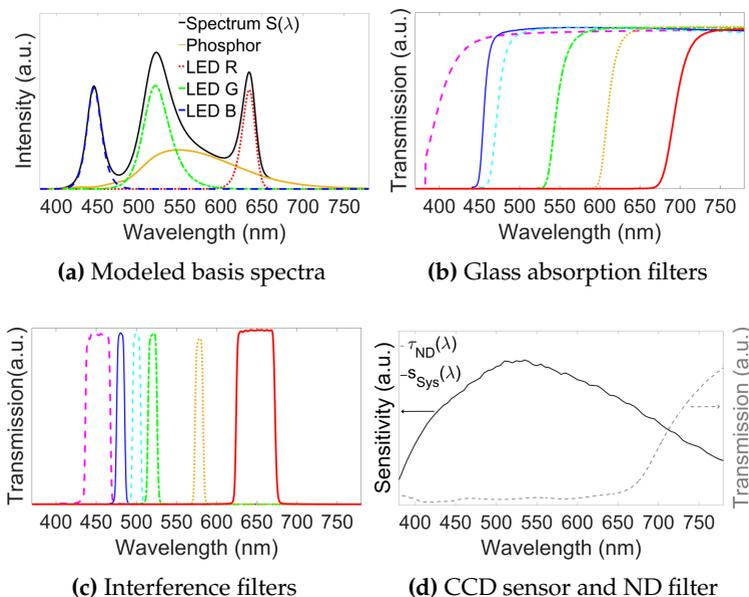 Intensity (a.u.)
Spectrum S(λ)
Phosphor
LED R
LED G
LED B
400 450 500 550 600 650 700 750
Wavelength (nm)
(a) Modeled basis spectra
Transmission (a.u.)
400 450 500 550 600 650 700 750
Wavelength (nm)
(b) Glass absorption filters
Transmission(a.u.)
400 450 500 550 600 650 700 750
Wavelength (nm)
(c) Interference filters
Sensitivity (a.u.)
τND(λ)
sSys(λ)
Transmission (a.u.)
400 450 500 550 600 650 700 750
Wavelength (nm)
(d) CCD sensor and ND filter